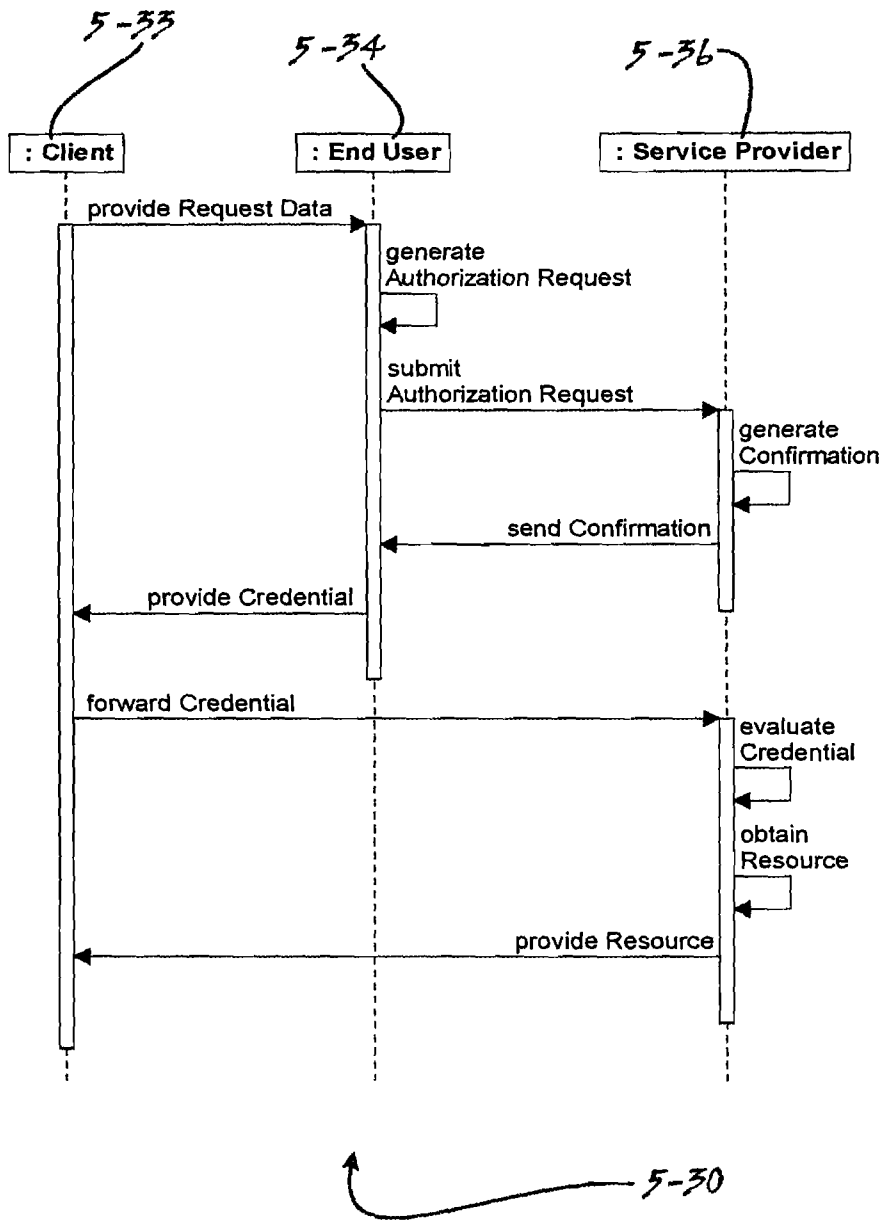 5-33
5-34
5-36
: Client
: End User
: Service Provider
provide Request Data
generate
Authorization Request
submit
Authorization Request
generate
Confirmation
send Confirmation
provide Credential
forward Credential
evaluate
Credential
obtain
Resource
provide Resource
5-30